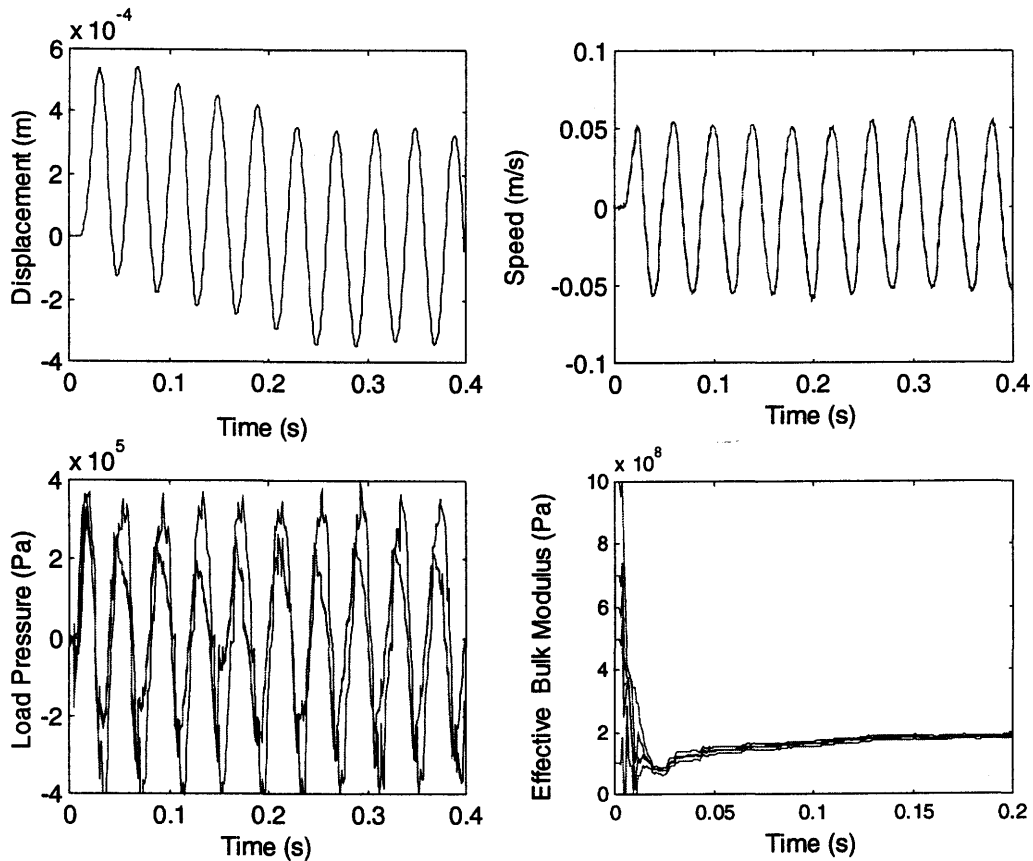 x 10⁻⁴
6
4
2
0
-2
-4
Displacement (m)
0 0.1 0.2 0.3 0.4
Time (s)
0.1
0.05
0
-0.05
-0.1
Speed (m/s)
0 0.1 0.2 0.3 0.4
Time (s)
x 10⁵
4
2
0
-2
-4
Load Pressure (Pa)
0 0.1 0.2 0.3 0.4
Time (s)
x 10⁸
10
8
6
4
2
0
Effective Bulk Modulus (Pa)
0 0.05 0.1 0.15 0.2
Time (s)